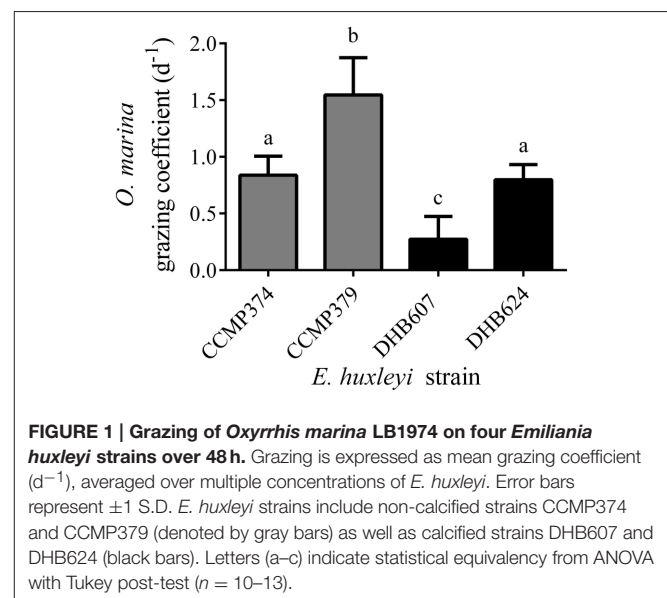 O. marina
grazing coefficient (d⁻¹)
2.0
1.5
1.0
0.5
0.0
a
b
c
a
CCMP374
CCMP379
DHB607
DHB624
E. huxleyi strain
FIGURE 1 | Grazing of Oxyrrhis marina LB1974 on four Emiliania
huxleyi strains over 48 h. Grazing is expressed as mean grazing coefficient
(d⁻¹), averaged over multiple concentrations of E. huxleyi. Error bars
represent ±1 S.D. E. huxleyi strains include non-calcified strains CCMP374
and CCMP379 (denoted by gray bars) as well as calcified strains DHB607 and
DHB624 (black bars). Letters (a–c) indicate statistical equivalency from ANOVA
with Tukey post-test (n = 10–13).